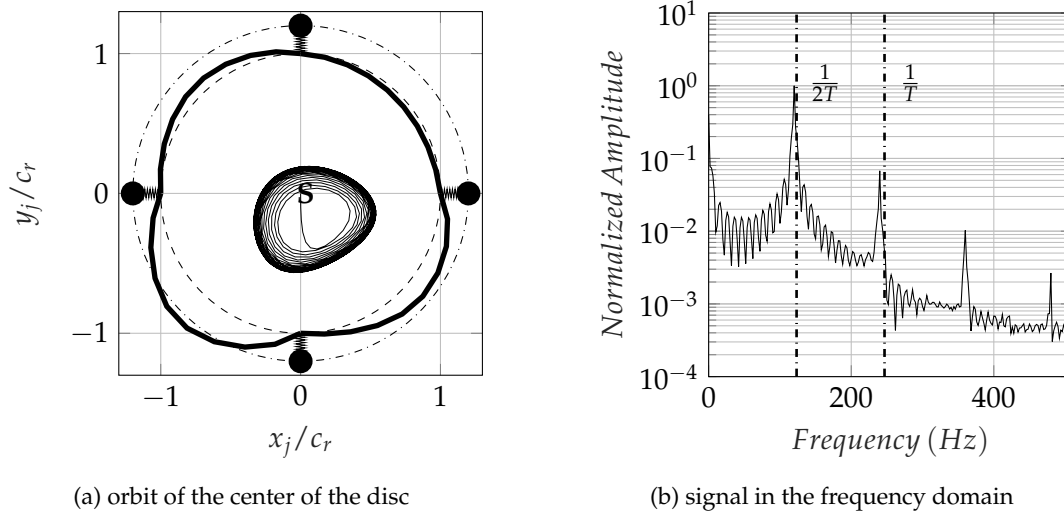 1
0
−1
y_j/c_r
S
−1
0
1
x_j/c_r
(a) orbit of the center of the disc
10^1
10^0
10^−1
10^−2
10^−3
10^−4
Normalized Amplitude
1/2T
1/T
0
200
400
Frequency (Hz)
(b) signal in the frequency domain